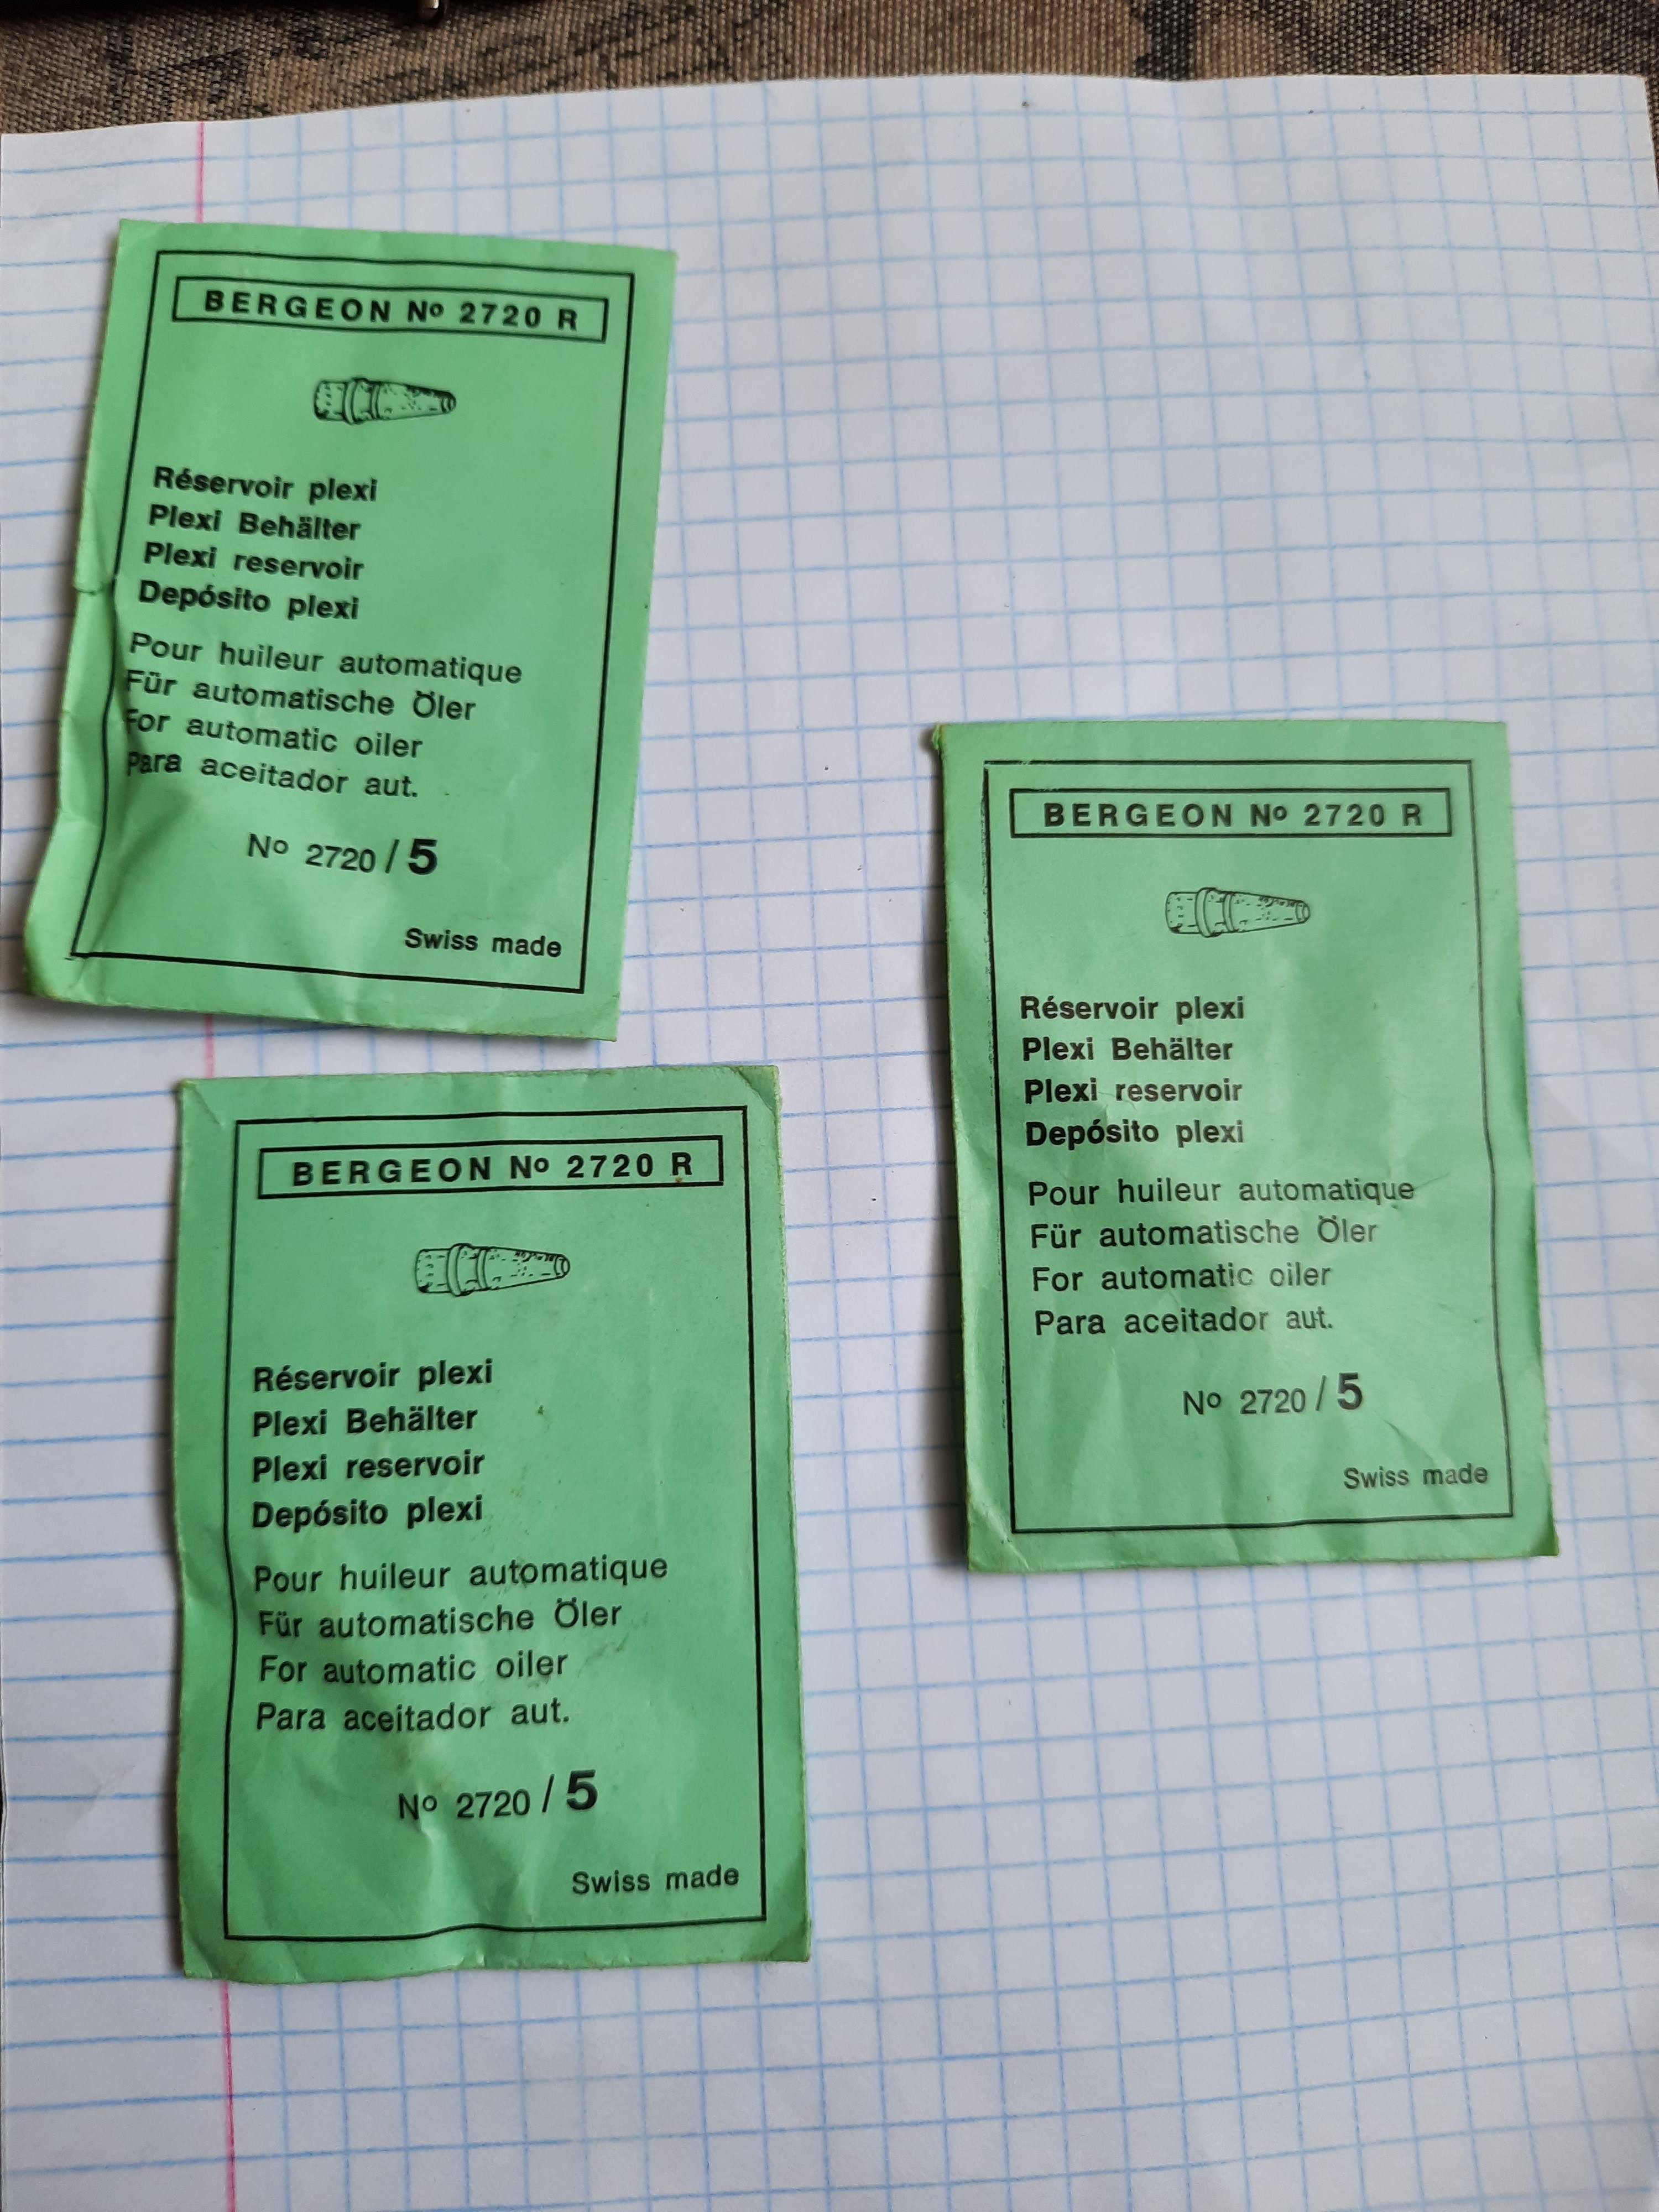 BERGEON Nº 2720 R
Réservoir plexi
Plexi Behälter
Plexi reservoir
Depósito plexi
Pour huileur automatique
Für automatische Öler
For automatic oiler
Para aceitador aut.
Nº 2720 / 5
Swiss made
BERGEON Nº 2720 R
Réservoir plexi
Plexi Behälter
Plexi reservoir
Depósito plexi
Pour huileur automatique
Für automatische Öler
For automatic oiler
Para aceitador aut.
Nº 2720 / 5
Swiss made
BERGEON Nº 2720 R
Réservoir plexi
Plexi Behälter
Plexi reservoir
Depósito plexi
Pour huileur automatique
Für automatische Öler
For automatic oiler
Para aceitador aut.
Nº 2720 / 5
Swiss made